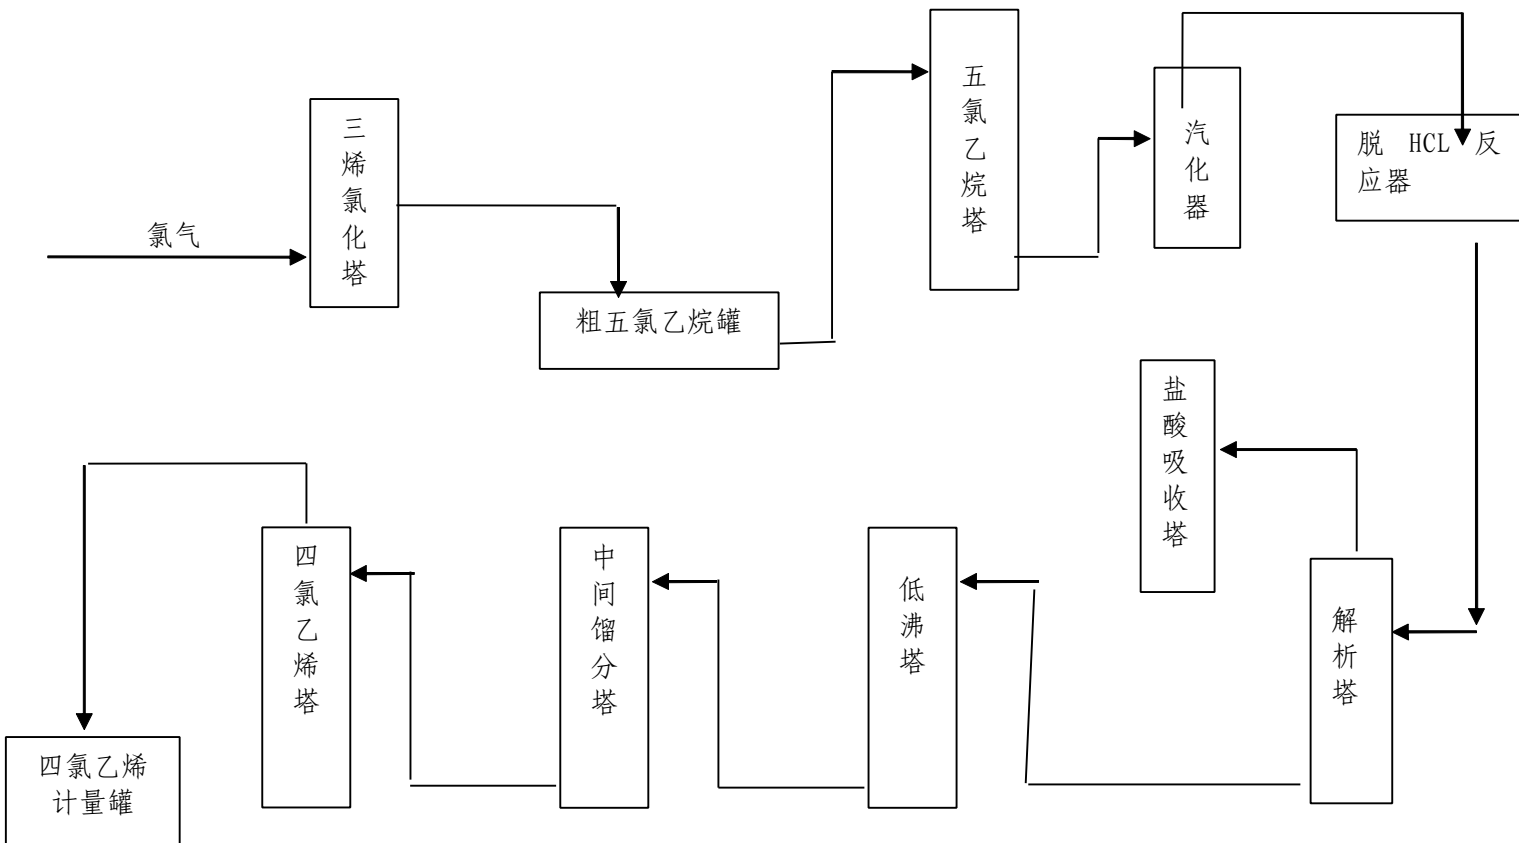 氯气
三烯氯化塔
粗五氯乙烷罐
五氯乙烷塔
汽化器
脱 HCL 反
应器
盐酸吸收塔
解析塔
低沸塔
中间馏分塔
四氯乙烯塔
四氯乙烯
计量罐